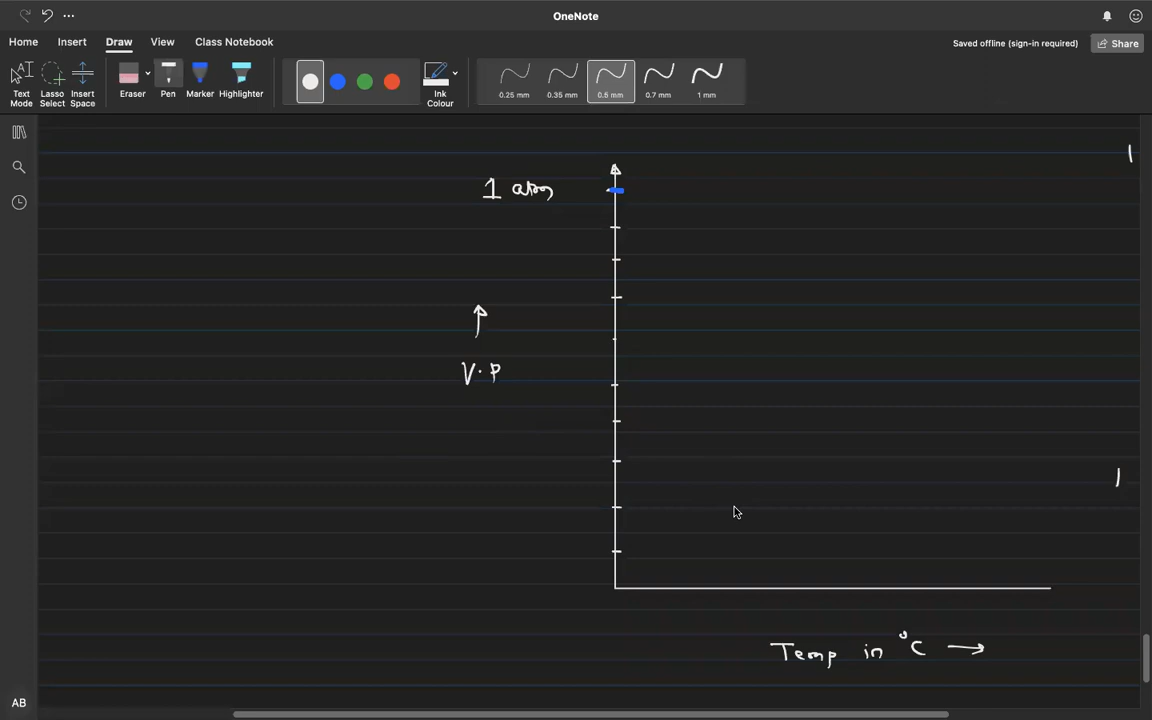 OneNote
Home Insert Draw View Class Notebook
Saved offline (sign-in required) Share
Text Mode Lasso Select Insert Space Eraser Pen Marker Highlighter Ink Colour 0.25 mm 0.35 mm 0.5 mm 0.7 mm 1 mm
1 atm
V.P
Temp in °C →
AB